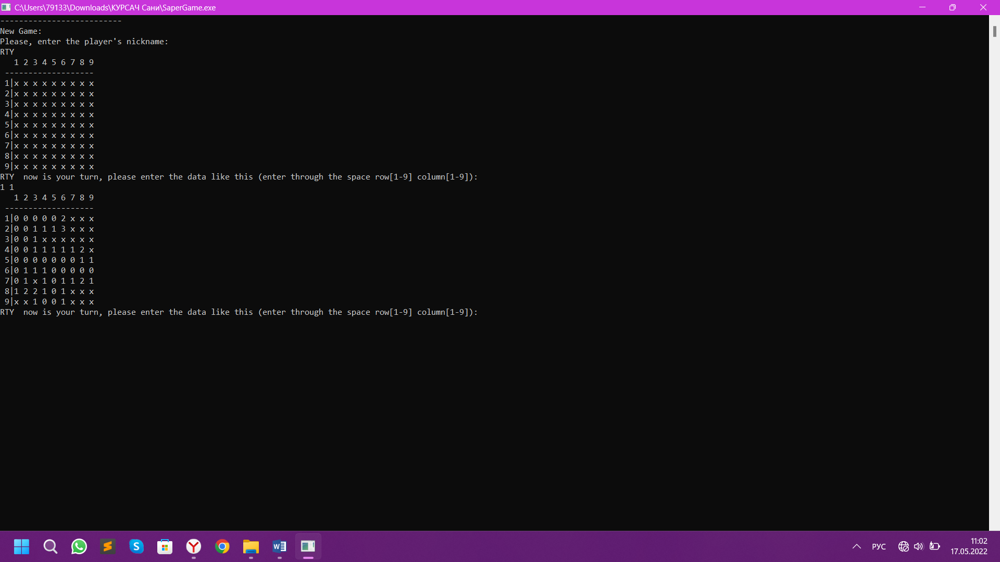 C:\Users\79133\Downloads\КУРСАЧ Сани\SaperGame.exe
--------------------------
New Game:
Please, enter the player's nickname:
RTY
   1 2 3 4 5 6 7 8 9
 -------------------
 1|x x x x x x x x x
 2|x x x x x x x x x
 3|x x x x x x x x x
 4|x x x x x x x x x
 5|x x x x x x x x x
 6|x x x x x x x x x
 7|x x x x x x x x x
 8|x x x x x x x x x
 9|x x x x x x x x x
RTY  now is your turn, please enter the data like this (enter through the space row[1-9] column[1-9]):
1 1
   1 2 3 4 5 6 7 8 9
 -------------------
 1|0 0 0 0 0 2 x x x
 2|0 0 1 1 1 3 x x x
 3|0 0 1 x x x x x x
 4|0 0 1 1 1 1 1 2 x
 5|0 0 0 0 0 0 0 1 1
 6|0 1 1 1 0 0 0 0 0
 7|0 1 x 1 0 1 1 2 1
 8|1 2 2 1 0 1 x x x
 9|x x 1 0 0 1 x x x
RTY  now is your turn, please enter the data like this (enter through the space row[1-9] column[1-9]):
РУС
11:02
17.05.2022